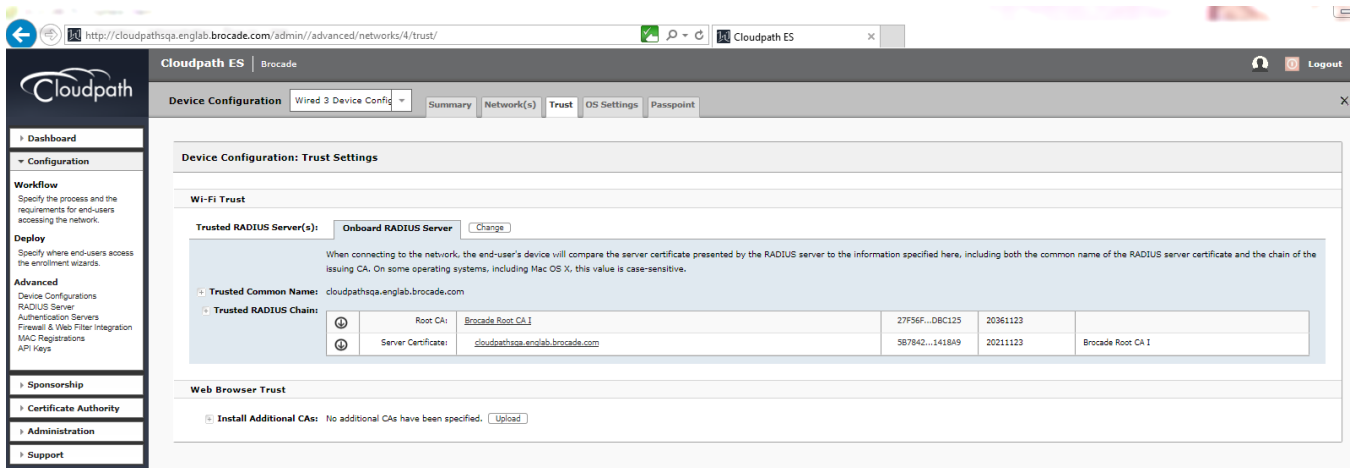 http://cloudpathsqa.englab.brocade.com/admin//advanced/networks/4/trust/
Cloudpath ES
Cloudpath
Cloudpath ES | Brocade
Logout
Device Configuration
Wired 3 Device Config
Summary
Network(s)
Trust
OS Settings
Passpoint
Dashboard
Configuration
Workflow
Specify the process and the
requirements for end-users
accessing the network.
Deploy
Specify where end-users access
the enrollment wizards.
Advanced
Device Configurations
RADIUS Server
Authentication Servers
Firewall & Web Filter Integration
MAC Registrations
API Keys
Sponsorship
Certificate Authority
Administration
Support
Device Configuration: Trust Settings
Wi-Fi Trust
Trusted RADIUS Server(s):
Onboard RADIUS Server
Change
When connecting to the network, the end-user's device will compare the server certificate presented by the RADIUS server to the information specified here, including both the common name of the RADIUS server certificate and the chain of the
issuing CA. On some operating systems, including Mac OS X, this value is case-sensitive.
Trusted Common Name: cloudpathsqa.englab.brocade.com
Trusted RADIUS Chain:
Root CA: Brocade Root CA I 27F56F...DBC125 20361123
Server Certificate: cloudpathsqa.englab.brocade.com 5B7842...1418A9 20211123 Brocade Root CA I
Web Browser Trust
Install Additional CAs: No additional CAs have been specified. Upload